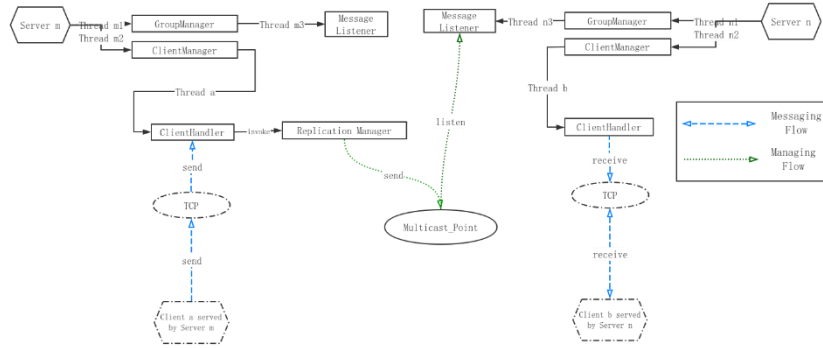 Server m
Thread m1
Thread m2
GroupManager
Thread m3
Message
Listener
ClientManager
Thread a
ClientHandler
invoke
Replication Manager
send
TCP
send
Client a served
by Server m
send
Multicast_Point
listen
Message
Listener
Thread n3
GroupManager
Thread n1
Thread n2
Server n
ClientManager
Thread b
ClientHandler
receive
TCP
receive
Client b served
by Server n
Messaging
Flow
Managing
Flow